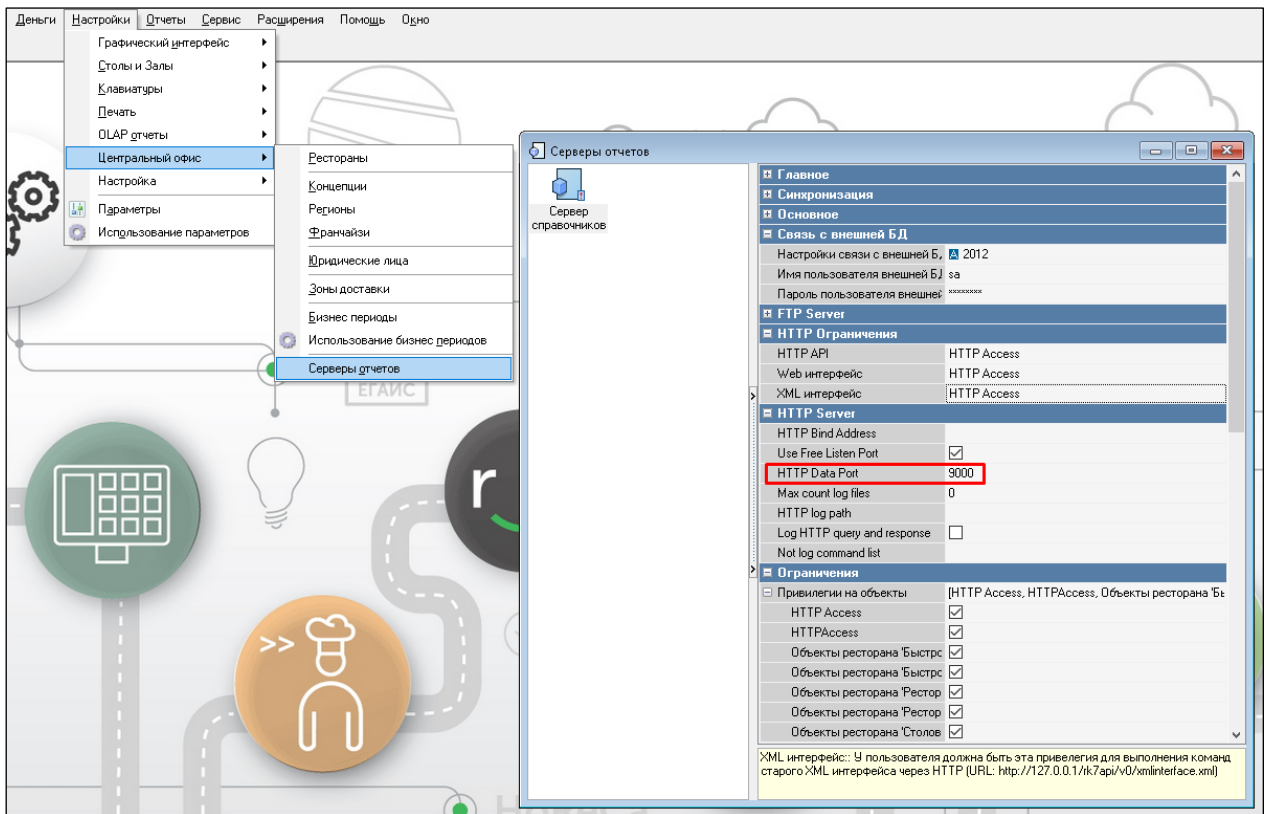 Деньги Настройки Отчеты Сервис Расширения Помощь Окно
Графический интерфейс
Столы и Залы
Клавиатуры
Печать
OLAP отчеты
Центральный офис
Настройка
Параметры
Использование параметров
Рестораны
Концепции
Регионы
Франчайзи
Юридические лица
Зоны доставки
Бизнес периоды
Использование бизнес периодов
Серверы отчетов
ЕГАИС
r
>>
Серверы отчетов
Сервер
справочников
Главное
Синхронизация
Основное
Связь с внешней БД
Настройки связи с внешней Б, 2012
Имя пользователя внешней БД sa
Пароль пользователя внешней ********
FTP Server
HTTP Ограничения
HTTP API HTTP Access
Web интерфейс HTTP Access
XML интерфейс HTTP Access
HTTP Server
HTTP Bind Address
Use Free Listen Port
HTTP Data Port 9000
Max count log files 0
HTTP log path
Log HTTP query and response
Not log command list
Ограничения
Привилегии на объекты [HTTP Access, HTTPAccess, Объекты ресторана 'Бы
HTTP Access
HTTPAccess
Объекты ресторана 'Быстро
Объекты ресторана 'Быстро
Объекты ресторана 'Рестор
Объекты ресторана 'Рестор
Объекты ресторана 'Столов
XML интерфейс:: У пользователя должна быть эта привелегия для выполнения команд
старого XML интерфейса через HTTP (URL: http://127.0.0.1/rk7api/v0/xmlinterface.xml)